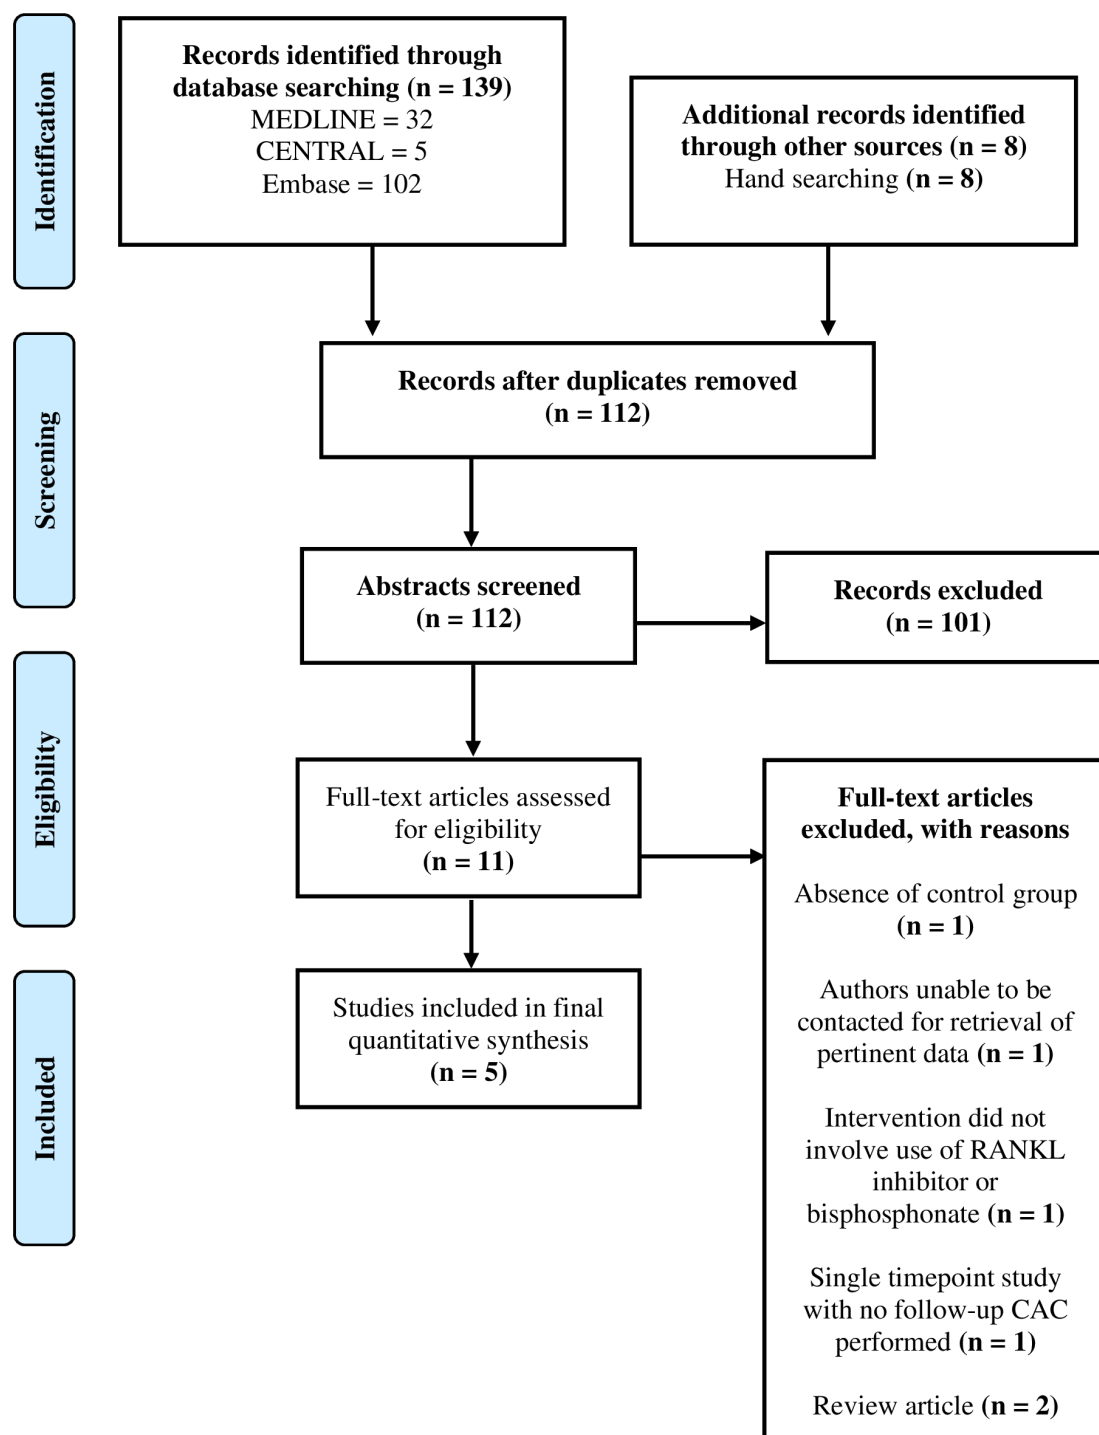 Identification
Records identified through
database searching (n = 139)
MEDLINE = 32
CENTRAL = 5
Embase = 102
Additional records identified
through other sources (n = 8)
Hand searching (n = 8)
Screening
Records after duplicates removed
(n = 112)
Abstracts screened
(n = 112)
Records excluded
(n = 101)
Eligibility
Full-text articles assessed
for eligibility
(n = 11)
Full-text articles
excluded, with reasons
Absence of control group
(n = 1)
Authors unable to be
contacted for retrieval of
pertinent data (n = 1)
Intervention did not
involve use of RANKL
inhibitor or
bisphosphonate (n = 1)
Single timepoint study
with no follow-up CAC
performed (n = 1)
Review article (n = 2)
Included
Studies included in final
quantitative synthesis
(n = 5)